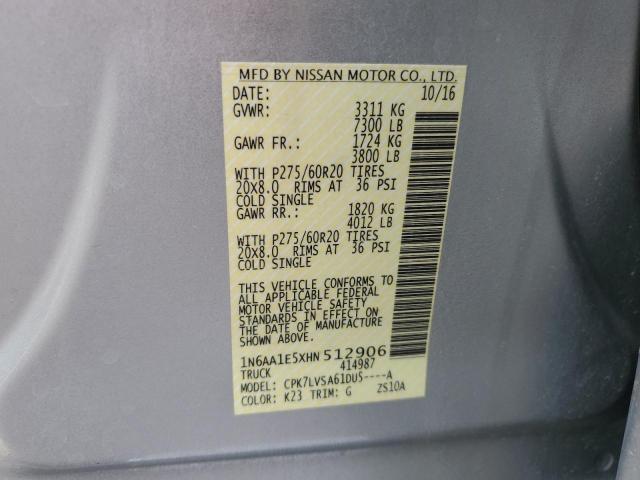 MFD BY NISSAN MOTOR CO., LTD.
DATE: 10/16
GVWR: 3311 KG
7300 LB
GAWR FR.: 1724 KG
3800 LB
WITH P275/60R20 TIRES
20x8.0 RIMS AT 36 PSI
COLD SINGLE
GAWR RR.: 1820 KG
4012 LB
WITH P275/60R20 TIRES
20x8.0 RIMS AT 36 PSI
COLD SINGLE
THIS VEHICLE CONFORMS TO
ALL APPLICABLE FEDERAL
MOTOR VEHICLE SAFETY
STANDARDS IN EFFECT ON
THE DATE OF MANUFACTURE
SHOWN ABOVE.
1N6AA1E5XHN512906
TRUCK 414987
MODEL: CPK7LVSA61DU5----A
COLOR: K23 TRIM: G ZS10A